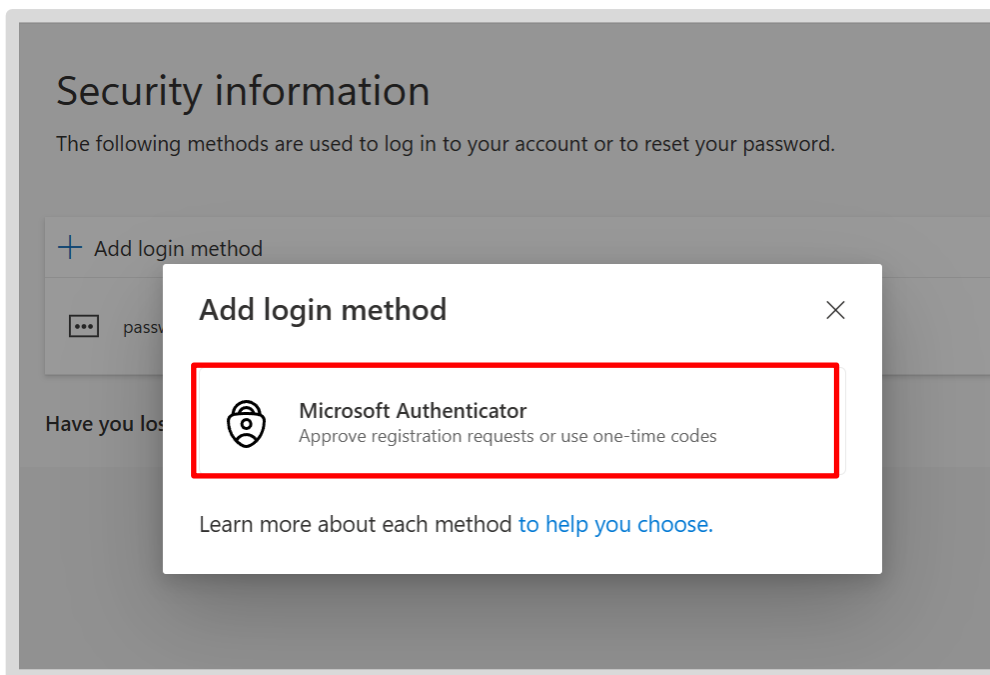 Security information
The following methods are used to log in to your account or to reset your password.
Add login method
Add login method
Microsoft Authenticator
Approve registration requests or use one-time codes
Have you
Learn more about each method to help you choose.